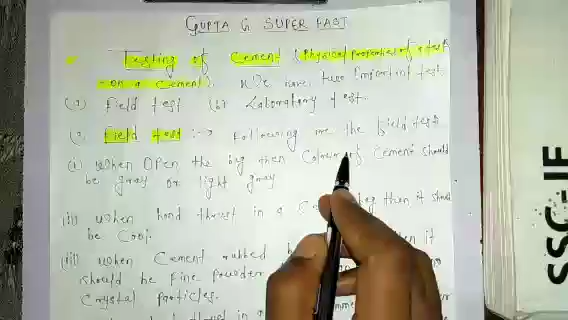 GUPTA G SUPER FAST
Testing of Cement (Physical Properties of a test
on a Cement) We have two Important test
(a) Field test (b) Laboratory test.
Field test :-> Following are the field test
(i) When Open the bag then Colour of Cement should
be gray or light gray
(ii) When hand thrust in a bag then it should
be Cool.
(iii) When Cement rubbed it
should be Fine powder
Crystal particles.
in a
SSC-JE